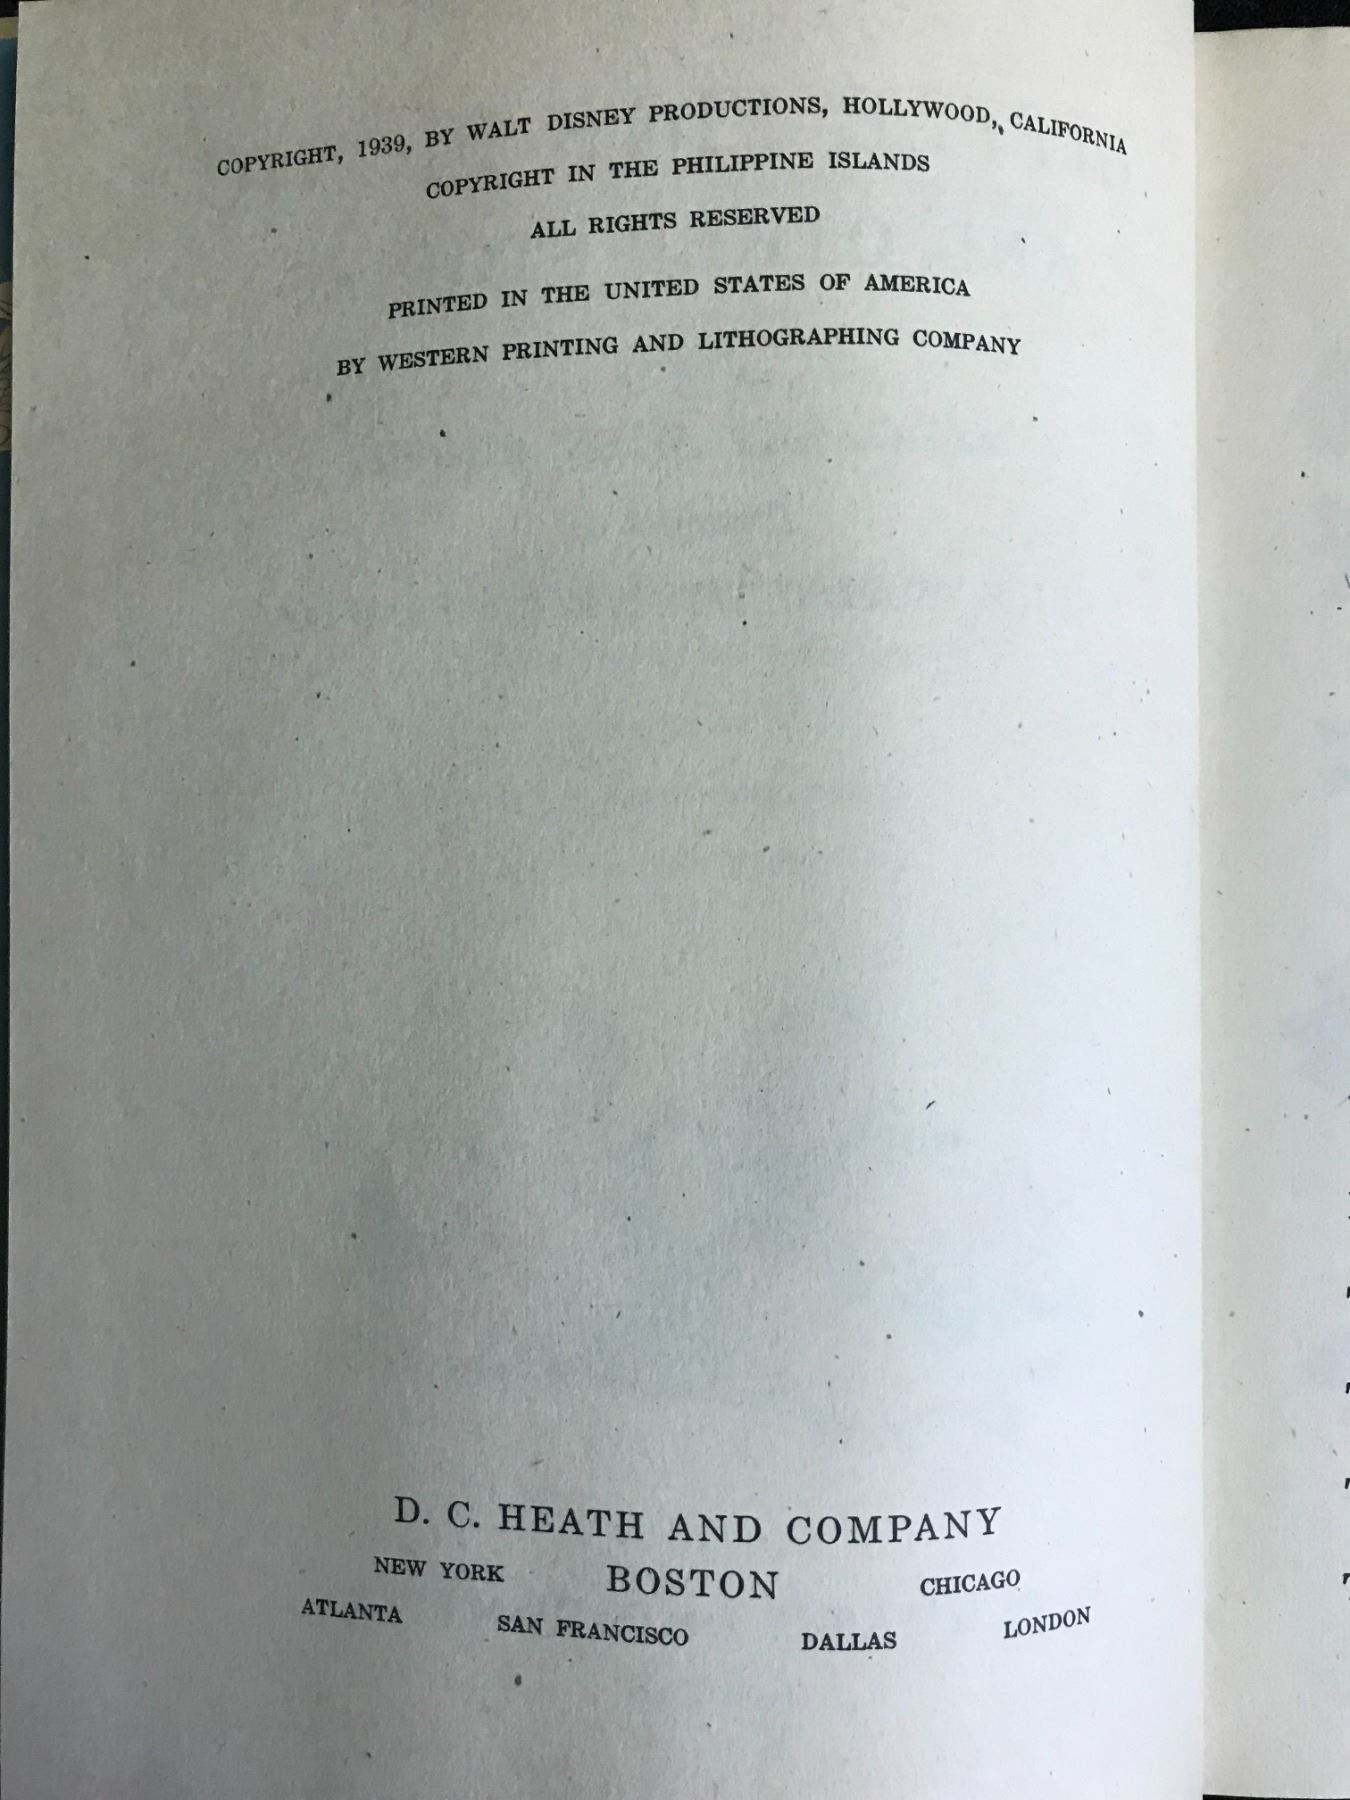 COPYRIGHT, 1939, BY WALT DISNEY PRODUCTIONS, HOLLYWOOD, CALIFORNIA
COPYRIGHT IN THE PHILIPPINE ISLANDS
ALL RIGHTS RESERVED
PRINTED IN THE UNITED STATES OF AMERICA
BY WESTERN PRINTING AND LITHOGRAPHING COMPANY
D. C. HEATH AND COMPANY
NEW YORK BOSTON CHICAGO
ATLANTA SAN FRANCISCO DALLAS LONDON